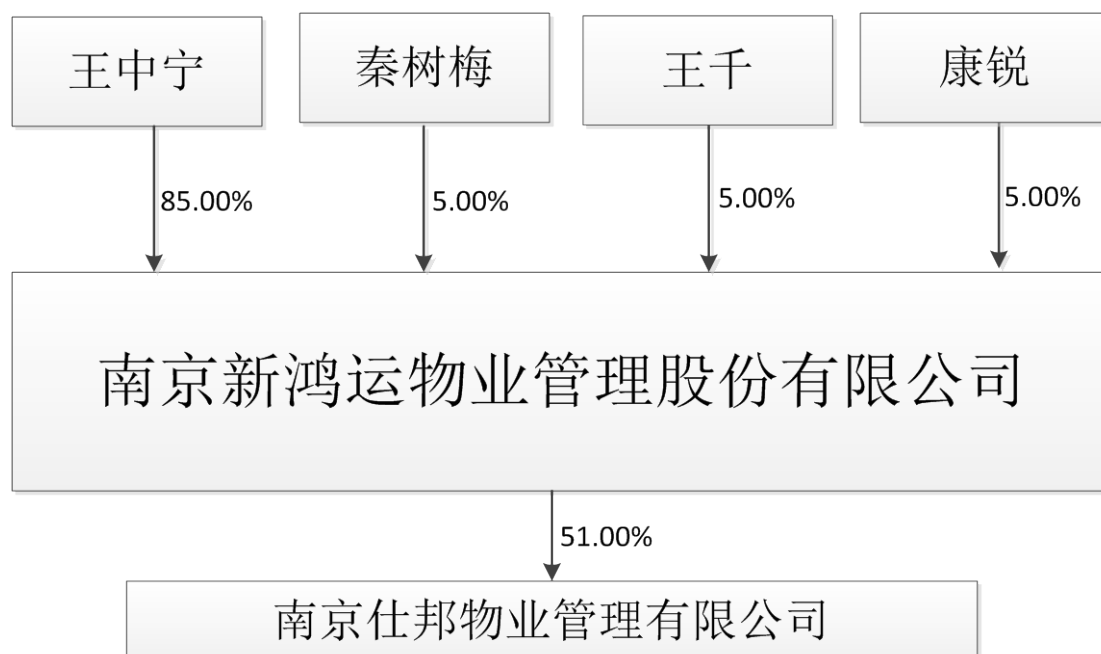 王中宁
秦树梅
王千
康锐
85.00%
5.00%
5.00%
5.00%
南京新鸿运物业管理股份有限公司
51.00%
南京仕邦物业管理有限公司